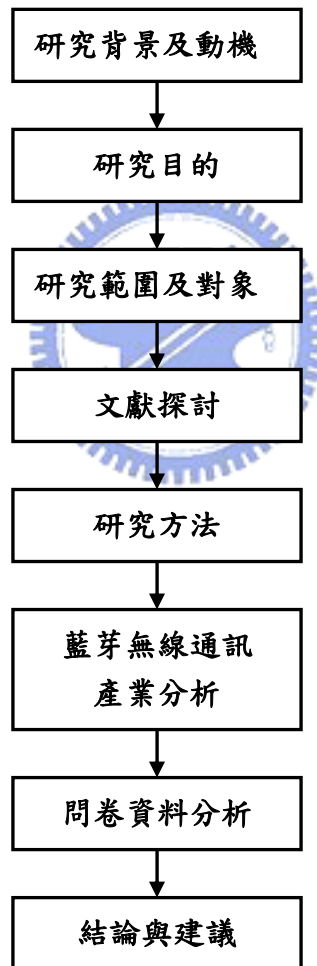 研究背景及動機
研究目的
研究範圍及對象
文獻探討
研究方法
藍芽無線通訊
產業分析
問卷資料分析
結論與建議